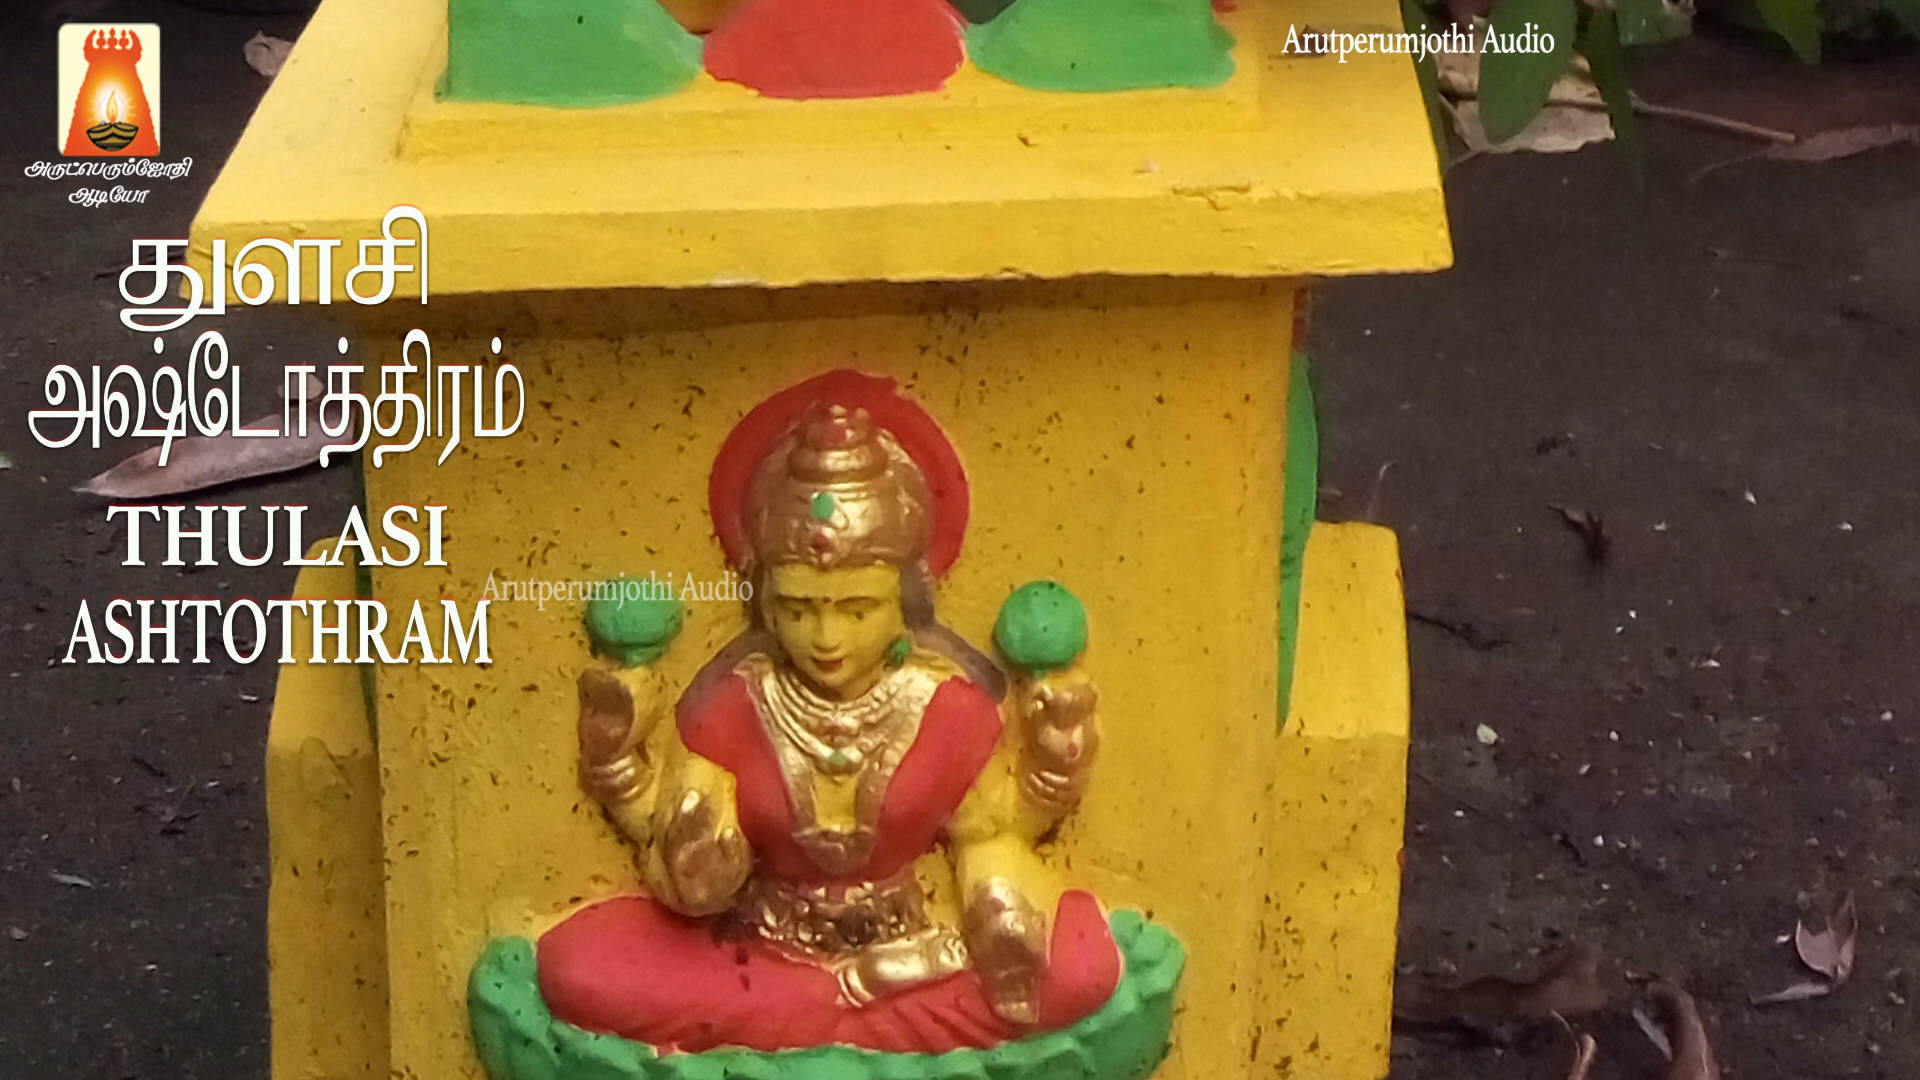 Arutperumjothi Audio
அருட்பெரும்ஜோதி
ஆடியோ
துளசி
அஷ்டோத்திரம்
THULASI
Arutperumjothi Audio
ASHTOTHRAM